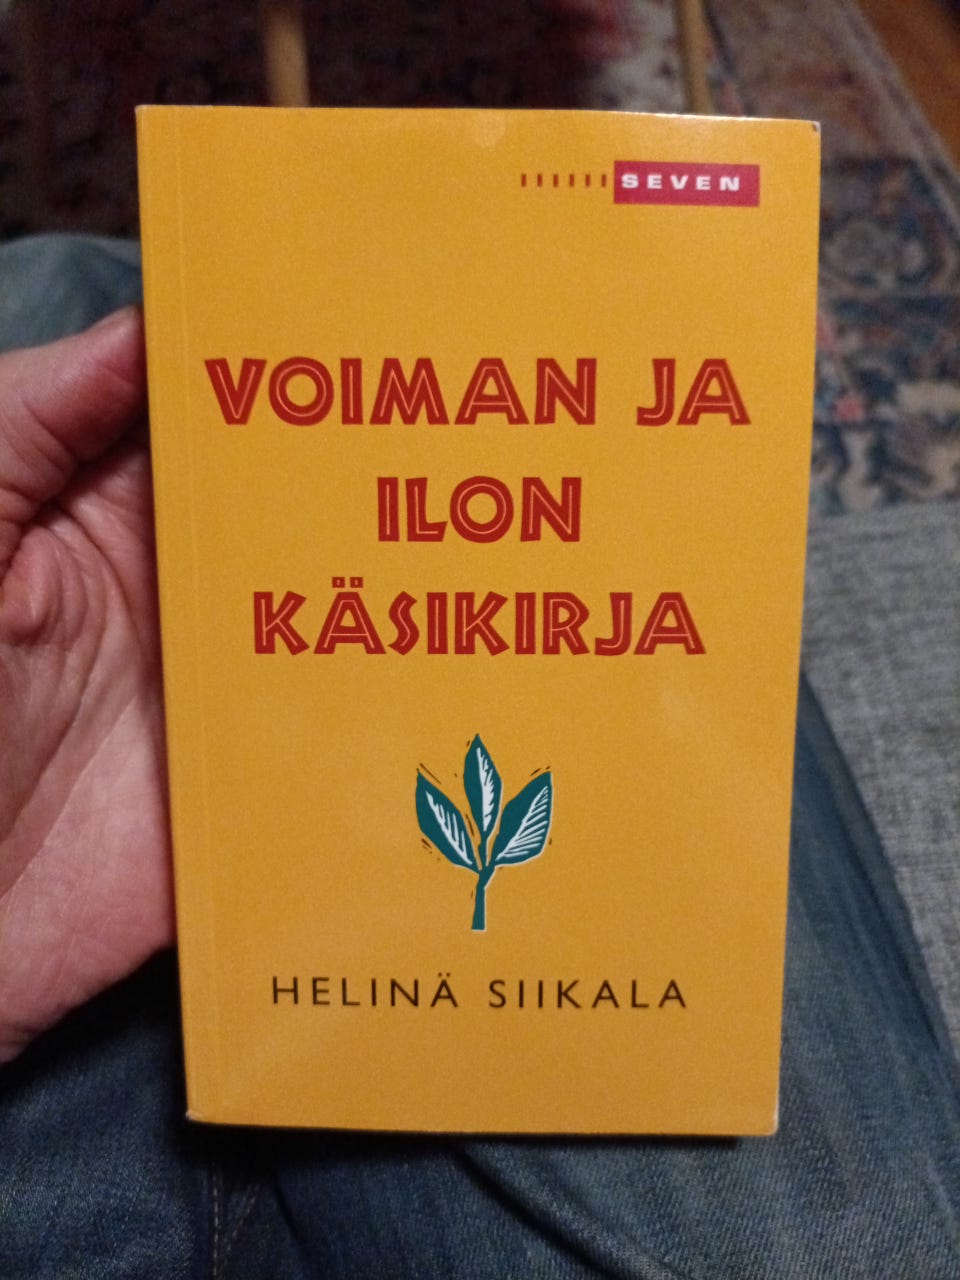 SEVEN
VOIMAN JA
ILON
KÄSIKIRJA
HELINÄ SIIKALA